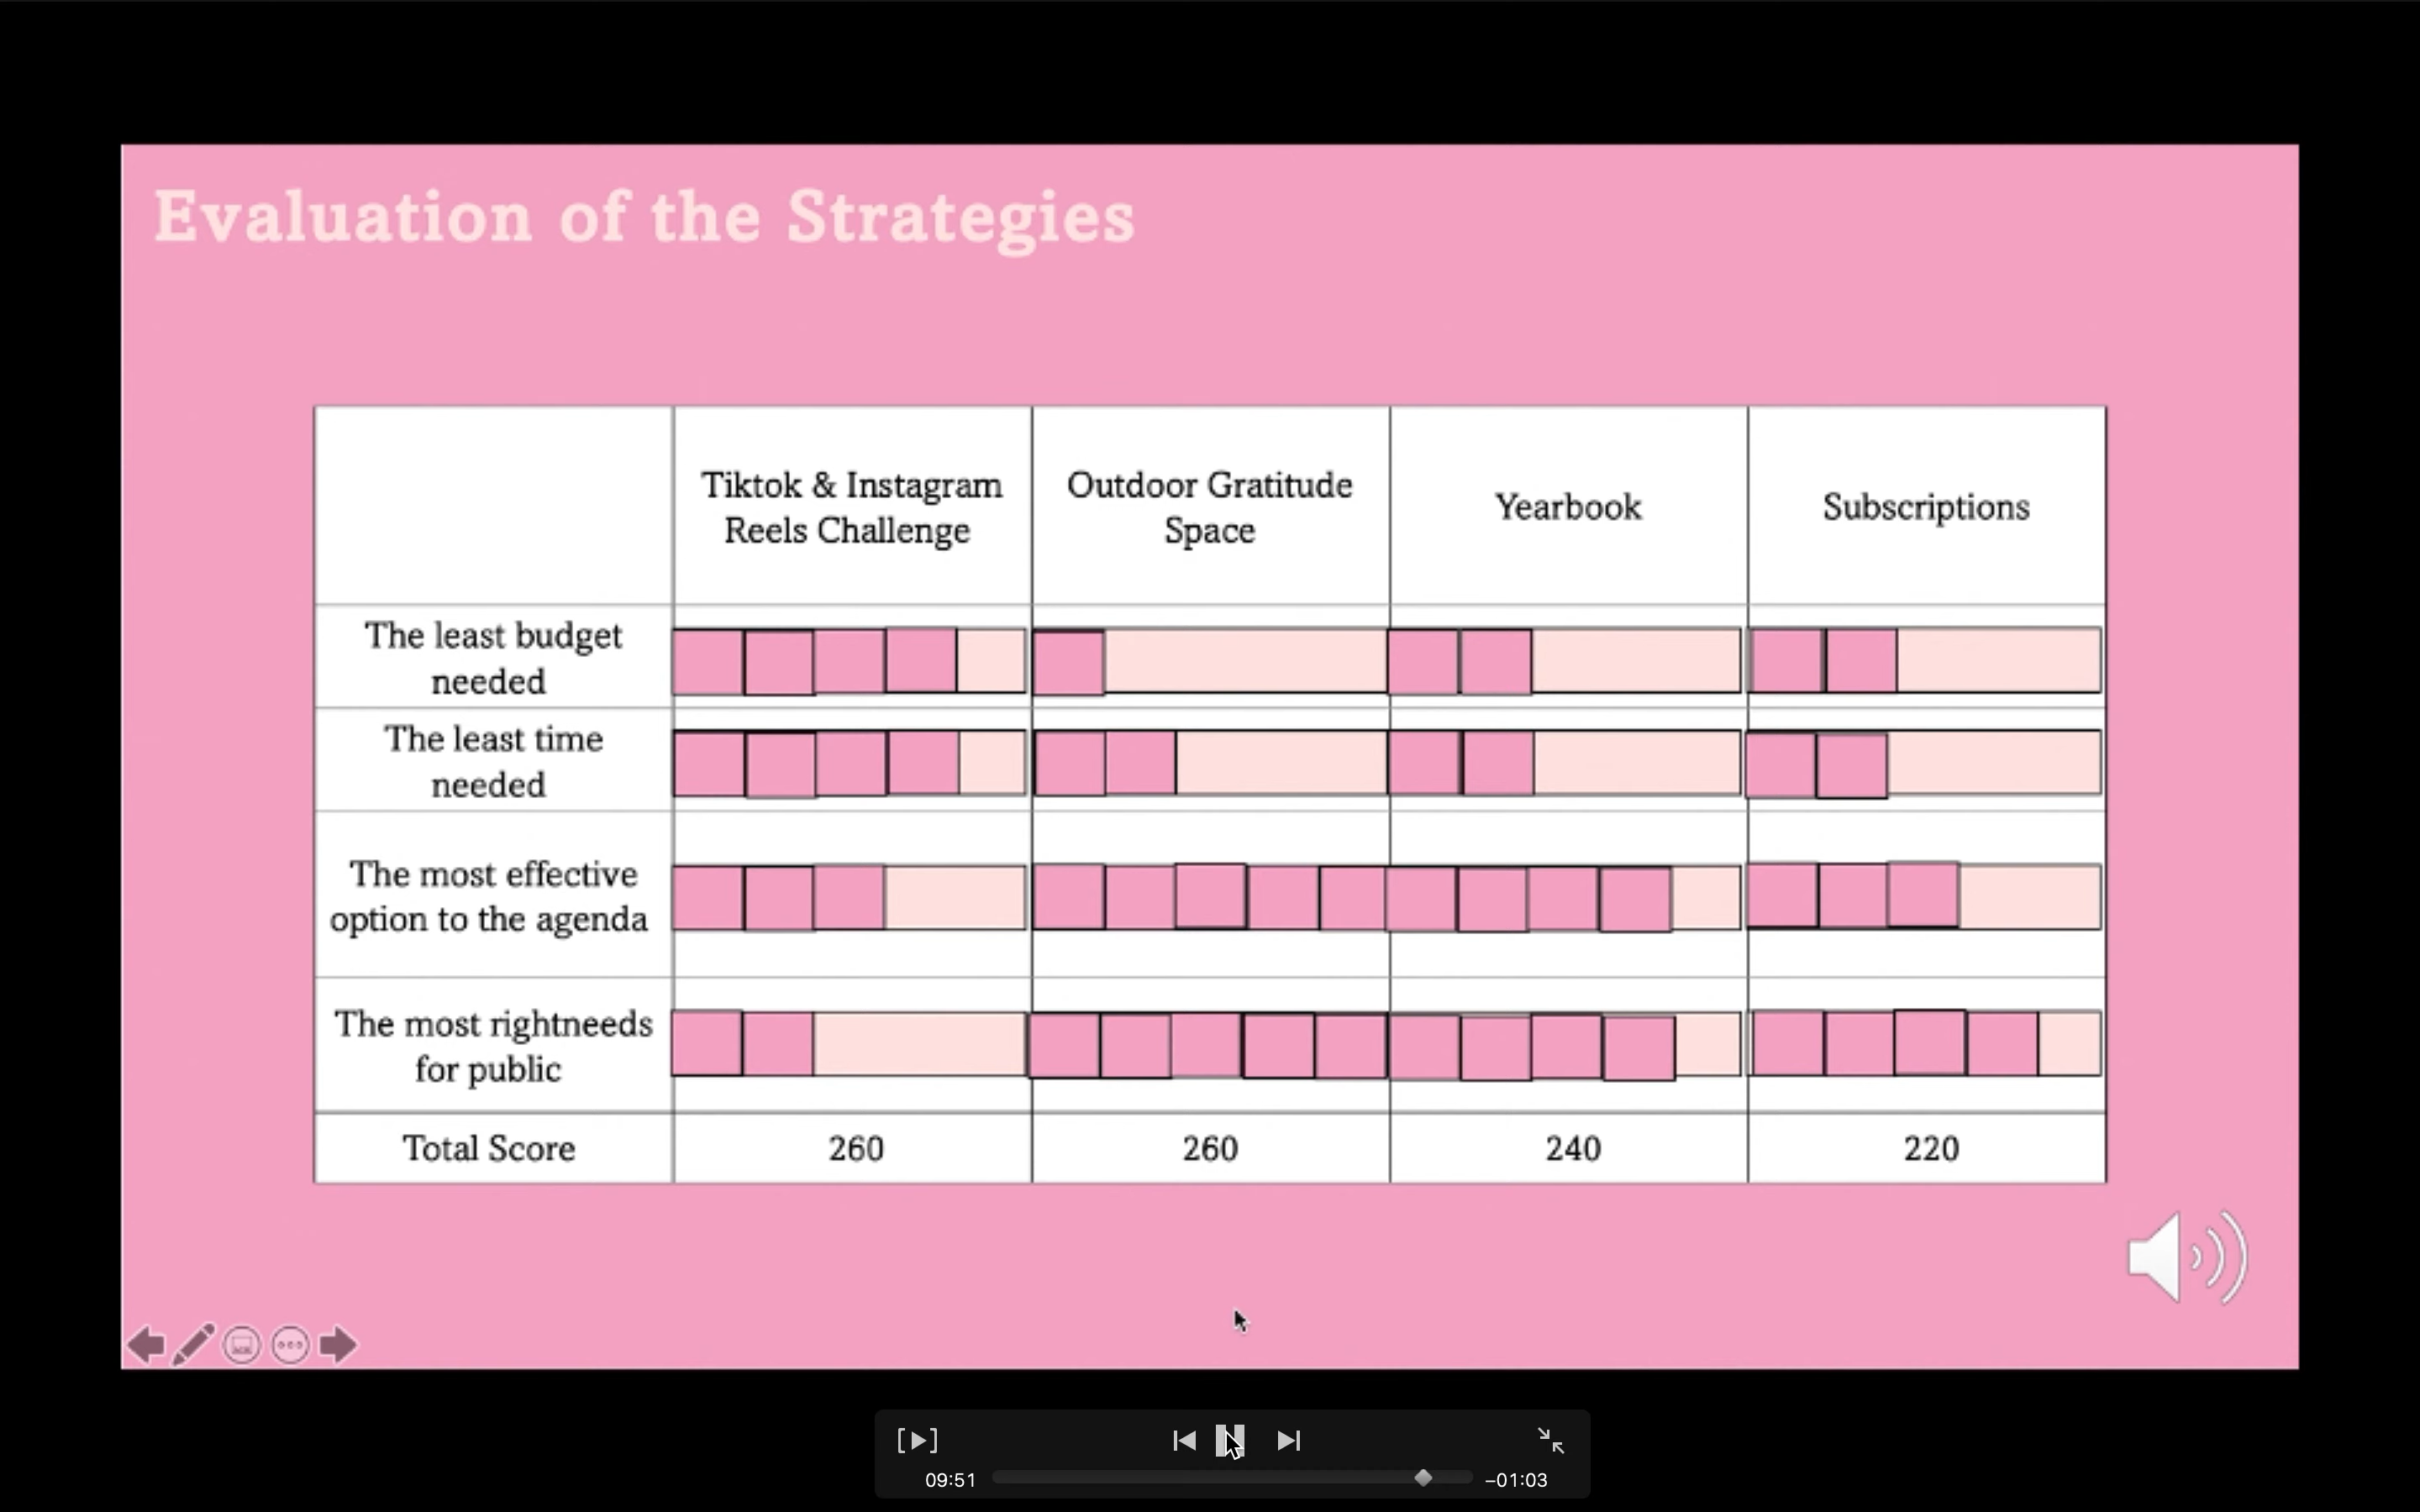 Evaluation of the Strategies
Tiktok & Instagram
Reels Challenge
Outdoor Gratitude
Space
Yearbook
Subscriptions
The least budget
needed
The least time
needed
The most effective
option to the agenda
The most rightneeds
for public
Total Score
260
260
240
220
09:51
−01:03